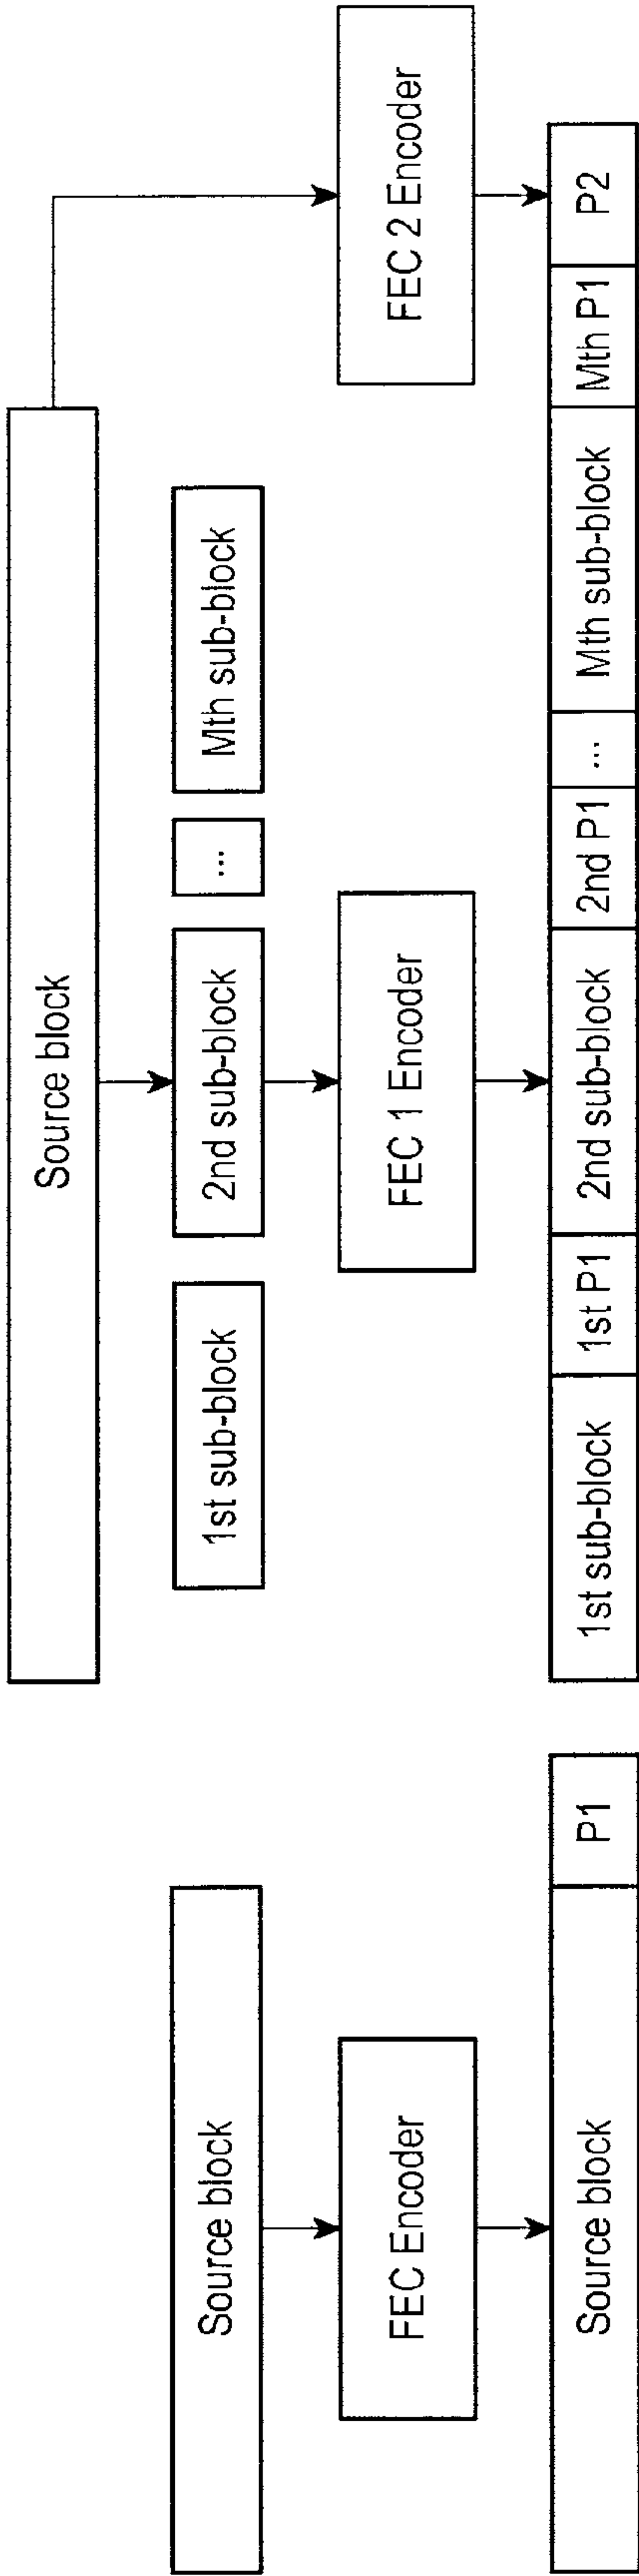 Source block
FEC Encoder
Source block
P1
Source block
1st sub-block
2nd sub-block
...
Mth sub-block
FEC 1 Encoder
FEC 2 Encoder
1st sub-block
1st P1
2nd sub-block
2nd P1
...
Mth sub-block
Mth P1
P2